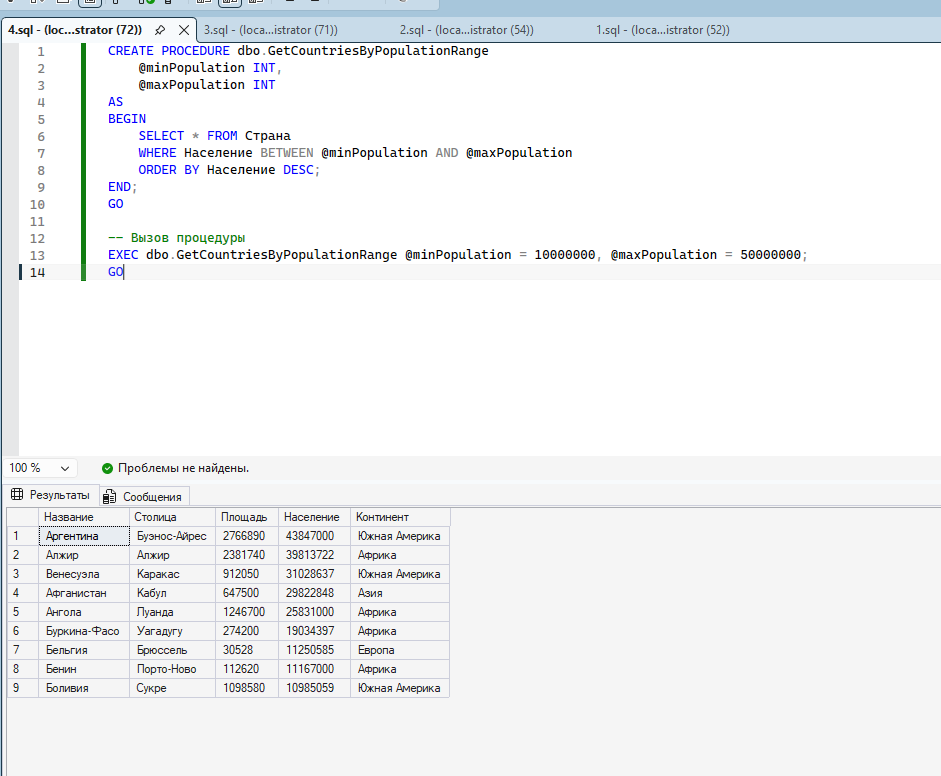 4.sql - (loc...strator (72)) 3.sql - (loca...istrator (71)) 2.sql - (loca...istrator (54)) 1.sql - (loca...istrator (52))
1 CREATE PROCEDURE dbo.GetCountriesByPopulationRange
2 @minPopulation INT,
3 @maxPopulation INT
4 AS
5 BEGIN
6 SELECT * FROM Страна
7 WHERE Население BETWEEN @minPopulation AND @maxPopulation
8 ORDER BY Население DESC;
9 END;
10 GO
11
12 -- Вызов процедуры
13 EXEC dbo.GetCountriesByPopulationRange @minPopulation = 10000000, @maxPopulation = 50000000;
14 GO
100 % Проблемы не найдены.
Результаты Сообщения
Название Столица Площадь Население Континент
1 Аргентина Буэнос-Айрес 2766890 43847000 Южная Америка
2 Алжир Алжир 2381740 39813722 Африка
3 Венесуэла Каракас 912050 31028637 Южная Америка
4 Афганистан Кабул 647500 29822848 Азия
5 Ангола Луанда 1246700 25831000 Африка
6 Буркина-Фасо Уагадугу 274200 19034397 Африка
7 Бельгия Брюссель 30528 11250585 Европа
8 Бенин Порто-Ново 112620 11167000 Африка
9 Боливия Сукре 1098580 10985059 Южная Америка